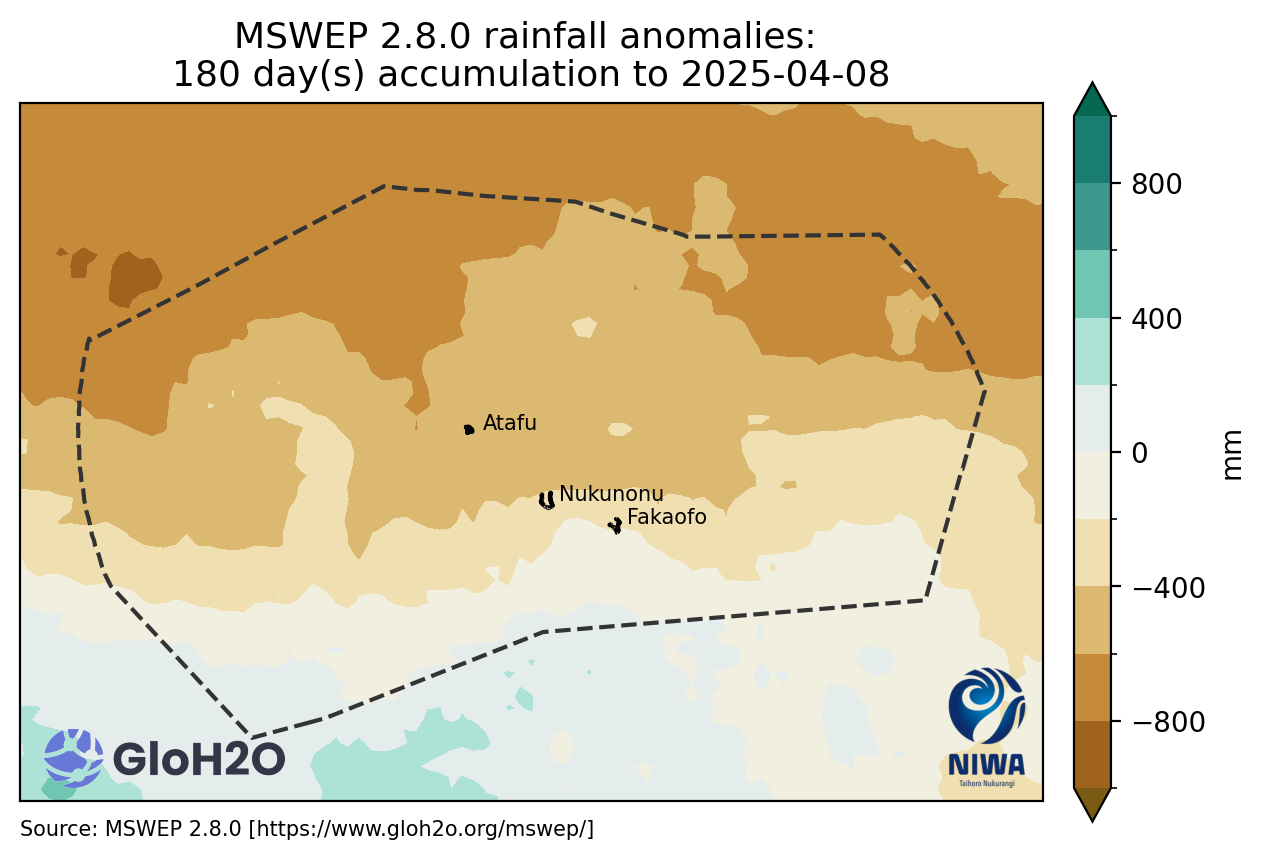 MSWEP 2.8.0 rainfall anomalies:
180 day(s) accumulation to 2025-04-08
800
400
0
−400
−800
mm
Atafu
Nukunonu
Fakaofo
GloH2O
NIWA
Taihoro Nukurangi
Source: MSWEP 2.8.0 [https://www.gloh2o.org/mswep/]